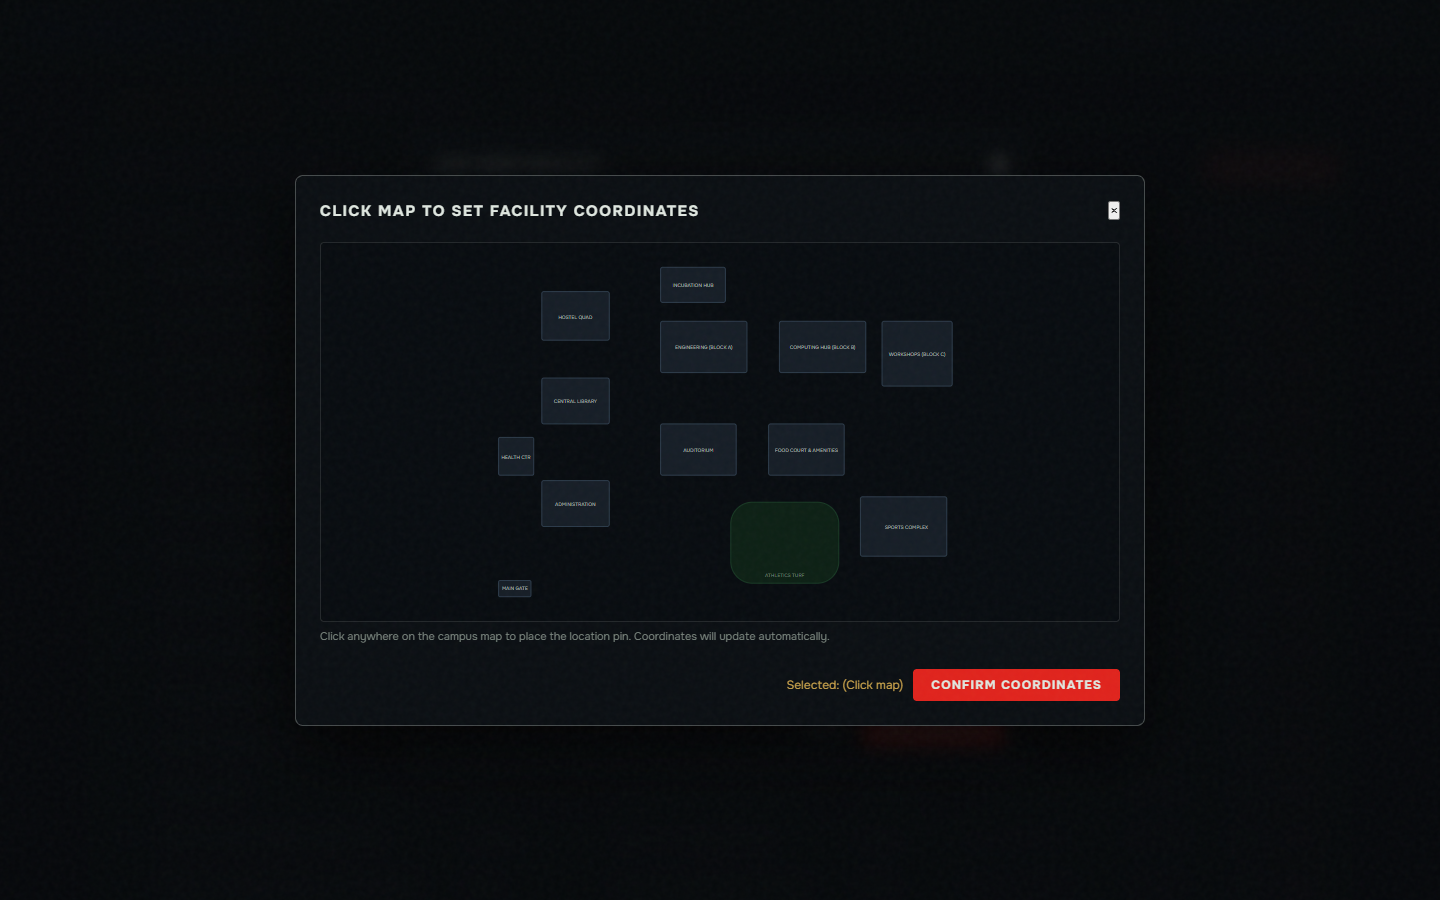 CLICK MAP TO SET FACILITY COORDINATES
×
INCUBATION HUB
HOSTEL QUAD
ENGINEERING (BLOCK A)
COMPUTING HUB (BLOCK B)
WORKSHOPS (BLOCK C)
CENTRAL LIBRARY
HEALTH CTR
AUDITORIUM
FOOD COURT & AMENITIES
ADMINISTRATION
SPORTS COMPLEX
ATHLETICS TURF
MAIN GATE
Click anywhere on the campus map to place the location pin. Coordinates will update automatically.
Selected: (Click map)
CONFIRM COORDINATES